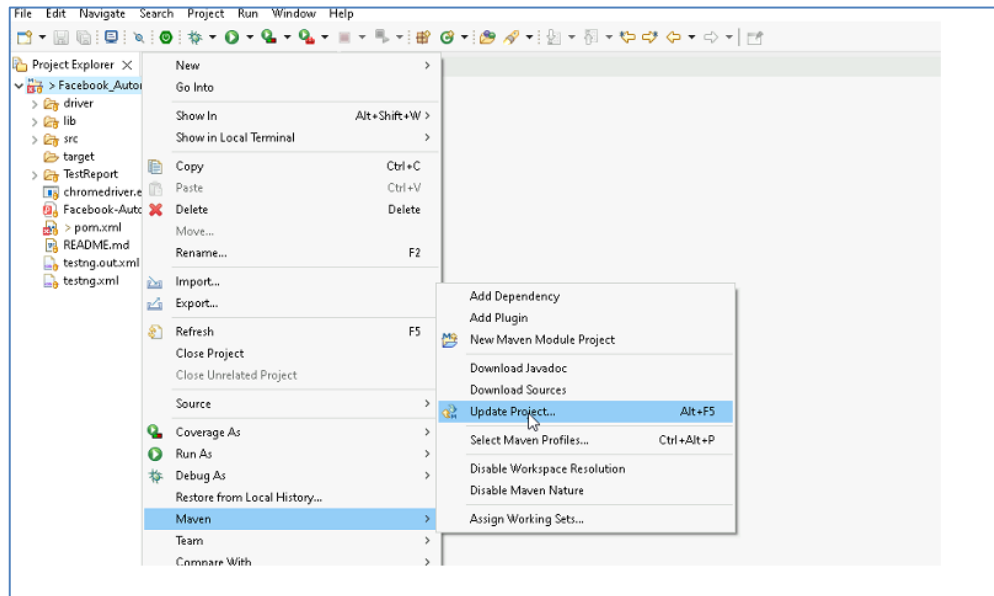 File Edit Navigate Search Project Run Window Help
Project Explorer
> Facebook_Autor
driver
lib
src
target
TestReport
chromedriver.e
Facebook-Autc
> pom.xml
README.md
testng.out.xml
testng.xml
New
Go Into
Show In Alt+Shift+W >
Show in Local Terminal
Copy Ctrl+C
Paste Ctrl+V
Delete Delete
Move...
Rename... F2
Import...
Export...
Refresh F5
Close Project
Close Unrelated Project
Source
Coverage As
Run As
Debug As
Restore from Local History...
Maven
Team
Compare With
Add Dependency
Add Plugin
New Maven Module Project
Download Javadoc
Download Sources
Update Project... Alt+F5
Select Maven Profiles... Ctrl+Alt+P
Disable Workspace Resolution
Disable Maven Nature
Assign Working Sets...